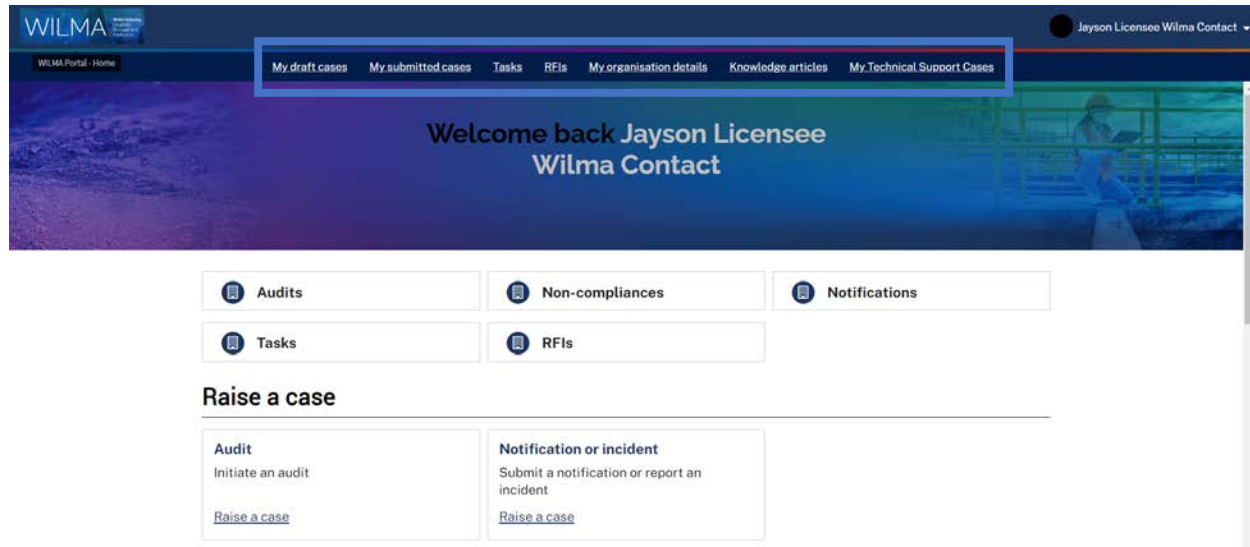 WILMA
Jayson Licensee Wilma Contact
WILMA Portal - Home
My draft cases My submitted cases Tasks RFIs My organisation details Knowledge articles My Technical Support Cases
Welcome back Jayson Licensee
Wilma Contact
Audits Non-compliances Notifications
Tasks RFIs
Raise a case
Audit Notification or incident
Initiate an audit Submit a notification or report an
incident
Raise a case Raise a case